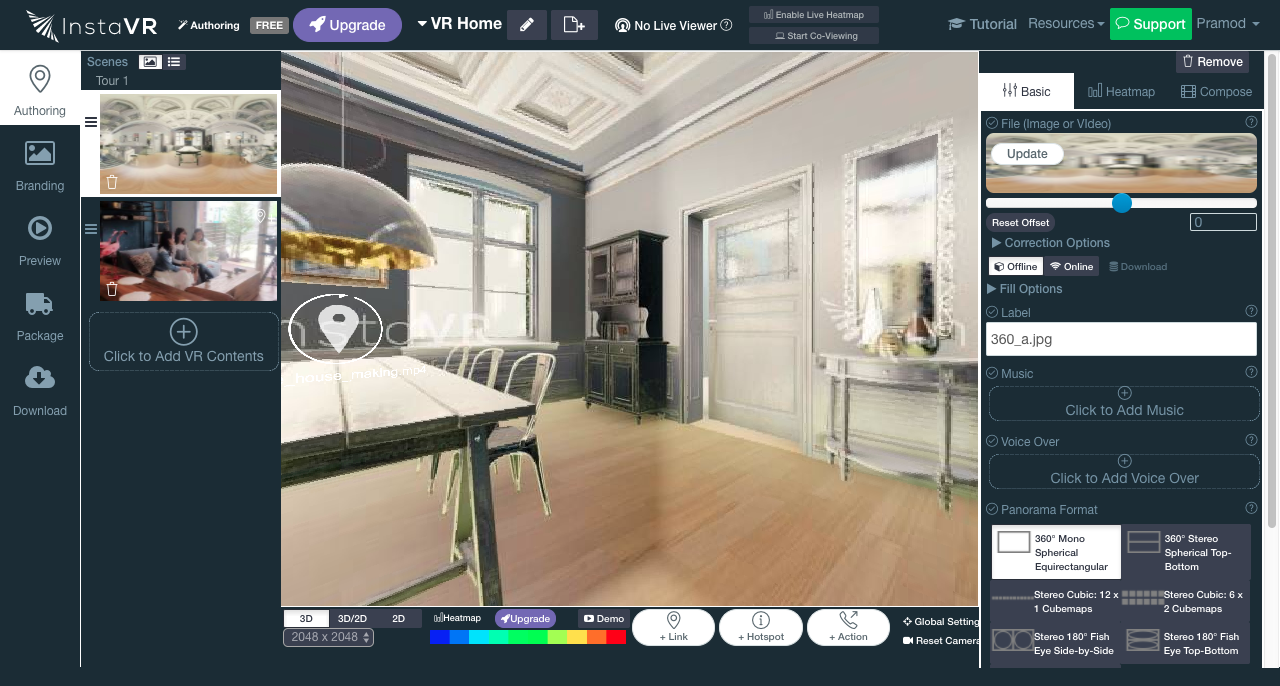 InstaVR
Authoring
FREE
Upgrade
VR Home
No Live Viewer
Enable Live Heatmap
Start Co-Viewing
Tutorial
Resources
Support
Pramod
Authoring
Branding
Preview
Package
Download
Scenes
Tour 1
Click to Add VR Contents
InstaVR
house_making.mp4
3D
3D/2D
2D
Heatmap
Upgrade
Demo
2048 x 2048
+ Link
+ Hotspot
+ Action
Global Setting
Reset Camera
Remove
Basic
Heatmap
Compose
File (Image or VIdeo)
Update
Reset Offset
0
Correction Options
Offline
Online
Download
Fill Options
Label
360_a.jpg
Music
Click to Add Music
Voice Over
Click to Add Voice Over
Panorama Format
360° Mono
Spherical
Equirectangular
360° Stereo
Spherical Top-
Bottom
Stereo Cubic: 12 x
1 Cubemaps
Stereo Cubic: 6 x
2 Cubemaps
Stereo 180° Fish
Eye Side-by-Side
Stereo 180° Fish
Eye Top-Bottom